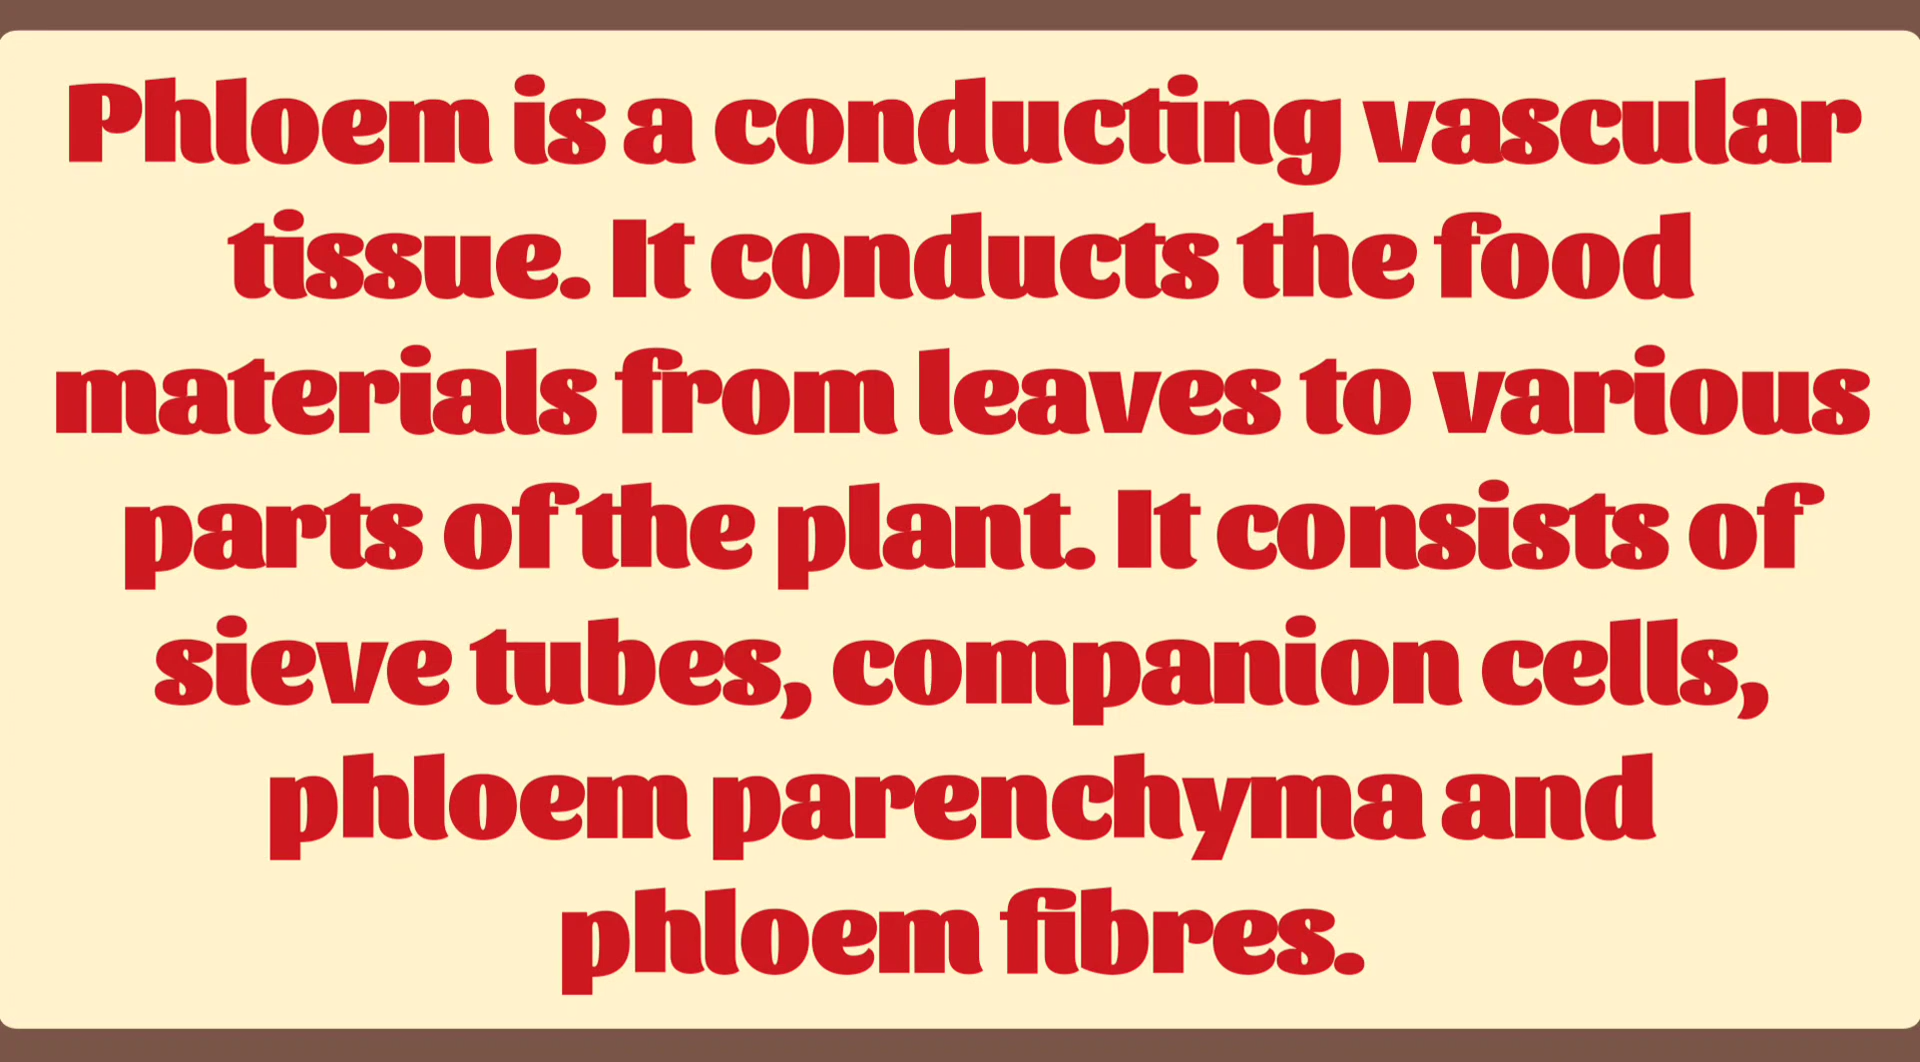 Phloem is a conducting vascular
tissue. It conducts the food
materials from leaves to various
parts of the plant. It consists of
sieve tubes, companion cells,
phloem parenchyma and
phloem fibres.